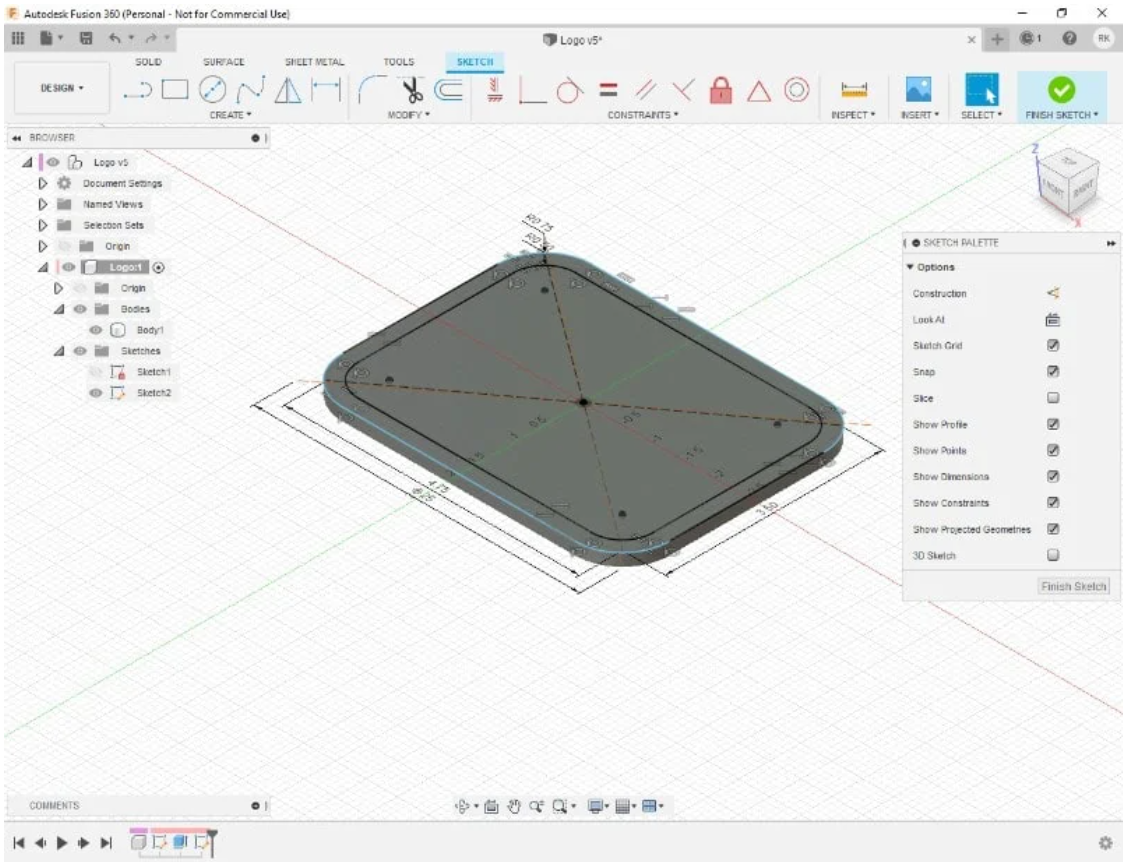 Autodesk Fusion 360 (Personal - Not for Commercial Use)
Logo v5*
1
RK
DESIGN
SOLID SURFACE SHEET METAL TOOLS SKETCH
CREATE MODIFY CONSTRAINTS INSPECT INSERT SELECT FINISH SKETCH
BROWSER
Logo v5
Document Settings
Named Views
Selection Sets
Origin
Logo:1
Origin
Bodies
Body1
Sketches
Sketch1
Sketch2
Z
TOP
FRONT
RIGHT
X
R0.75
4.75
3.50
SKETCH PALETTE
Options
Construction
Look At
Sketch Grid
Snap
Slice
Show Profile
Show Points
Show Dimensions
Show Constraints
Show Projected Geometries
3D Sketch
Finish Sketch
COMMENTS